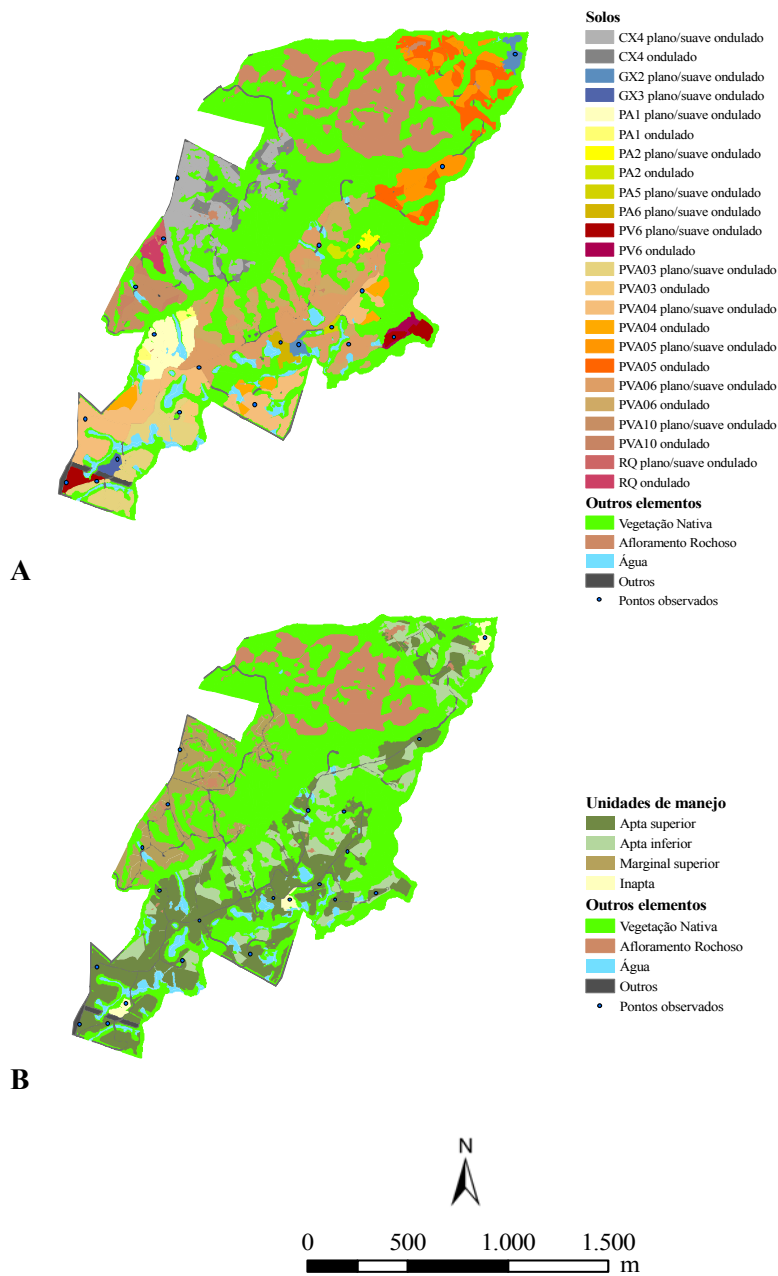 Solos
CX4 plano/suave ondulado
CX4 ondulado
GX2 plano/suave ondulado
GX3 plano/suave ondulado
PA1 plano/suave ondulado
PA1 ondulado
PA2 plano/suave ondulado
PA2 ondulado
PA5 plano/suave ondulado
PA6 plano/suave ondulado
PV6 plano/suave ondulado
PV6 ondulado
PVA03 plano/suave ondulado
PVA03 ondulado
PVA04 plano/suave ondulado
PVA04 ondulado
PVA05 plano/suave ondulado
PVA05 ondulado
PVA06 plano/suave ondulado
PVA06 ondulado
PVA10 plano/suave ondulado
PVA10 ondulado
RQ plano/suave ondulado
RQ ondulado
Outros elementos
Vegetação Nativa
Afloramento Rochoso
Água
Outros
Pontos observados
A
Unidades de manejo
Apta superior
Apta inferior
Marginal superior
Inapta
Outros elementos
Vegetação Nativa
Afloramento Rochoso
Água
Outros
Pontos observados
B
N
0 500 1.000 1.500
m